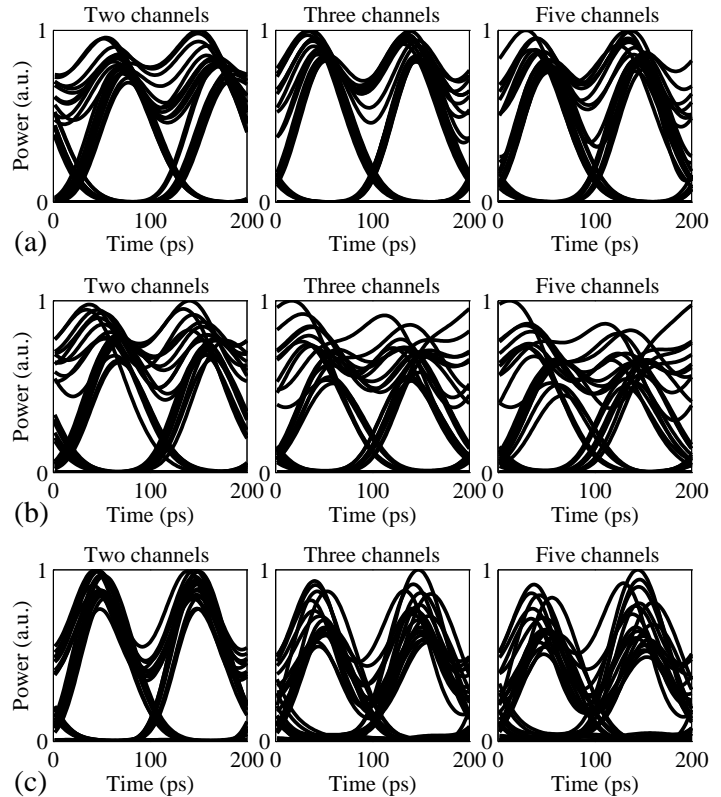 Two channels Three channels Five channels
1 1 1
Power (a.u.)
0 0 0
0 100 200 0 100 200 0 100 200
(a) Time (ps) Time (ps) Time (ps)
Two channels Three channels Five channels
1 1 1
Power (a.u.)
0 0 0
0 100 200 0 100 200 0 100 200
(b) Time (ps) Time (ps) Time (ps)
Two channels Three channels Five channels
1 1 1
Power (a.u.)
0 0 0
0 100 200 0 100 200 0 100 200
(c) Time (ps) Time (ps) Time (ps)